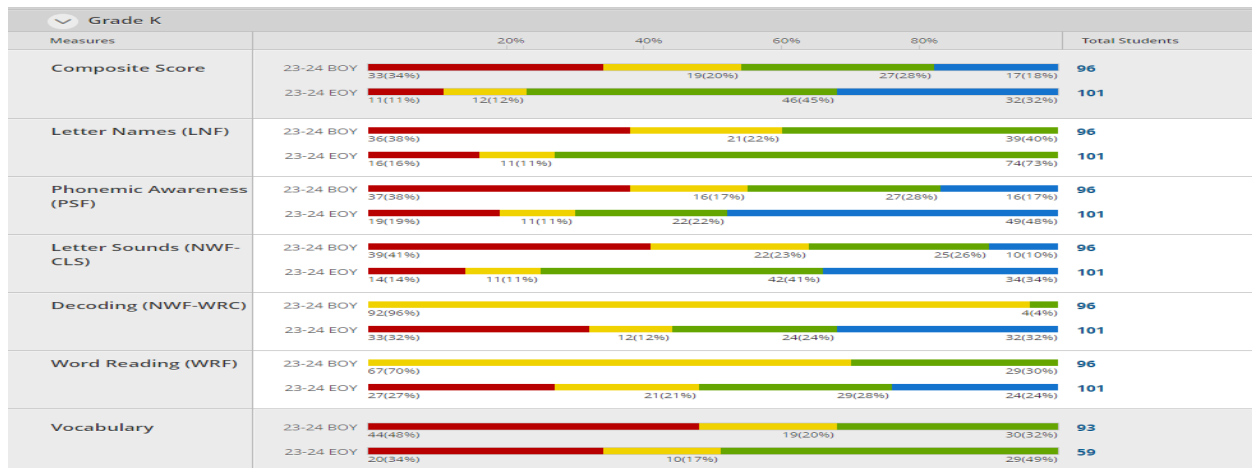 Grade K
Measures 20% 40% 60% 80% Total Students
Composite Score 23-24 BOY 96
33(34%) 19(20%) 27(28%) 17(18%)
23-24 EOY 101
11(11%) 12(12%) 46(45%) 32(32%)
Letter Names (LNF) 23-24 BOY 96
36(38%) 21(22%) 39(40%)
23-24 EOY 101
16(16%) 11(11%) 74(73%)
Phonemic Awareness 23-24 BOY 96
(PSF) 37(38%) 16(17%) 27(28%) 16(17%)
23-24 EOY 101
19(19%) 11(11%) 22(22%) 49(48%)
Letter Sounds (NWF- 23-24 BOY 96
CLS) 39(41%) 22(23%) 25(26%) 10(10%)
23-24 EOY 101
14(14%) 11(11%) 42(41%) 34(34%)
Decoding (NWF-WRC) 23-24 BOY 96
92(96%) 4(4%)
23-24 EOY 101
33(32%) 12(12%) 24(24%) 32(32%)
Word Reading (WRF) 23-24 BOY 96
67(70%) 29(30%)
23-24 EOY 101
27(27%) 21(21%) 29(28%) 24(24%)
Vocabulary 23-24 BOY 93
44(48%) 19(20%) 30(32%)
23-24 EOY 59
20(34%) 10(17%) 29(49%)